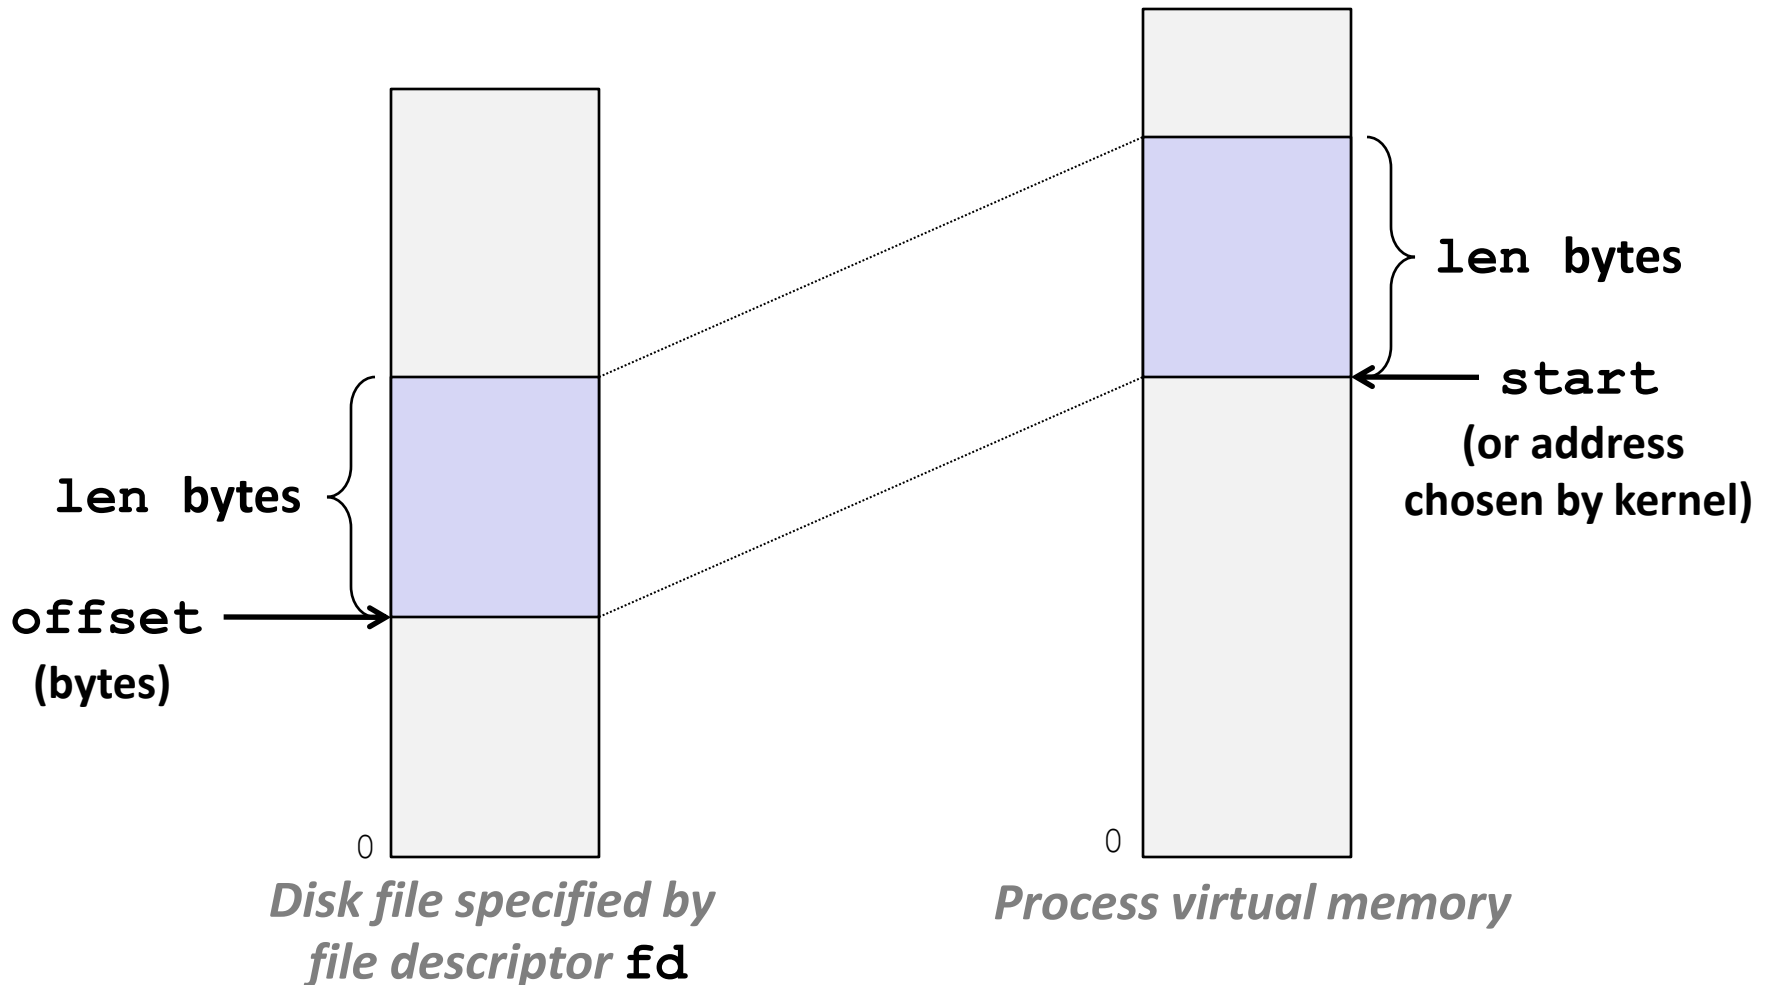 len bytes
start
(or address
chosen by kernel)
len bytes
offset
(bytes)
0
0
Disk file specified by
file descriptor fd
Process virtual memory